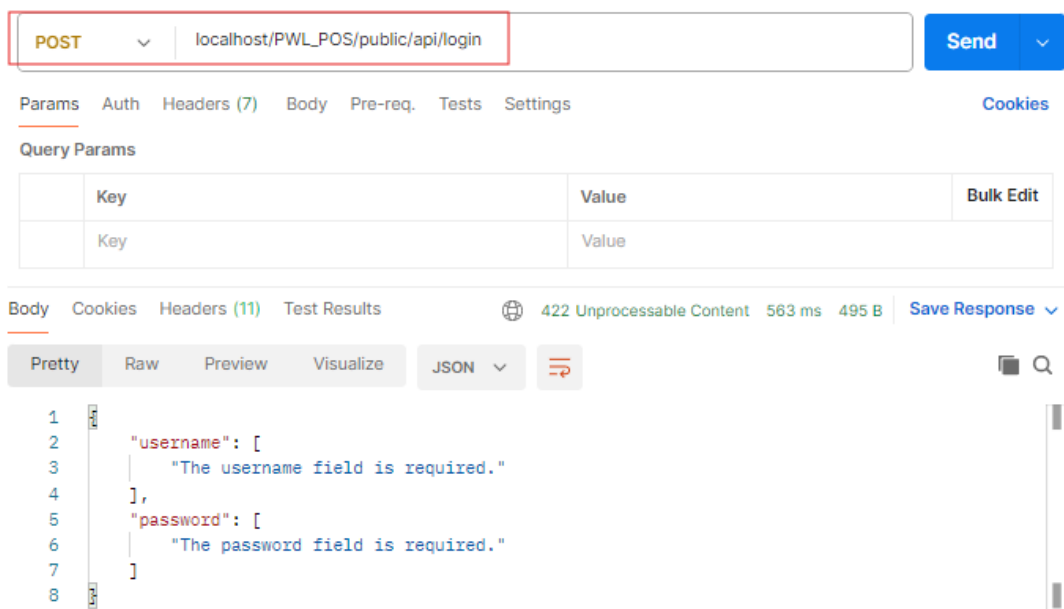 POST localhost/PWL_POS/public/api/login Send
Params Auth Headers (7) Body Pre-req. Tests Settings Cookies
Query Params
Key Value Bulk Edit
Key Value
Body Cookies Headers (11) Test Results 422 Unprocessable Content 563 ms 495 B Save Response
Pretty Raw Preview Visualize JSON
1 {
2 "username": [
3 "The username field is required."
4 ],
5 "password": [
6 "The password field is required."
7 ]
8 }